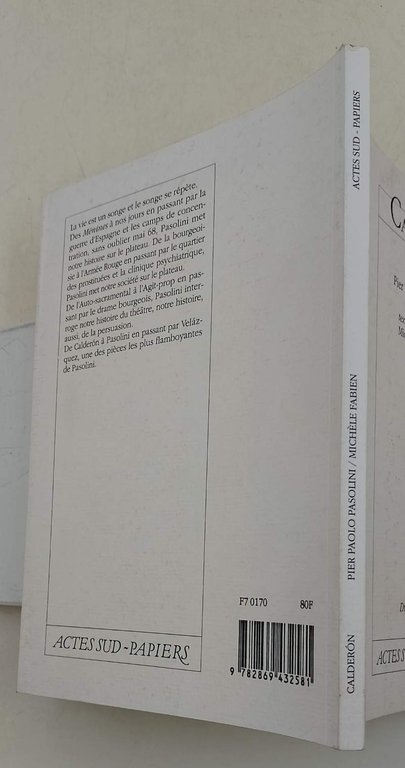 La vie est un songe et le songe se répète.
Des Ménines à nos jours en passant par la
guerre d'Espagne et les camps de concen-
tration, sans oublier mai 68, Pasolini met
notre histoire sur le plateau. De la bourgeoi-
sie à l'Armée Rouge en passant par le quartier
des prostituées et la clinique psychiatrique,
Pasolini met notre société sur le plateau.
De l'Auto-sacramental à l'Agit-prop en pas-
sant par le drame bourgeois, Pasolini inter-
roge notre histoire du théâtre, notre histoire,
aussi, de la persuasion.
De Calderón à Pasolini en passant par Veláz-
quez, une des pièces les plus flamboyantes
de Pasolini.
F7 0170 80F
9 782869 432581
ACTES SUD - PAPIERS
CALDERÓN PIER PAOLO PASOLINI / MICHÈLE FABIEN ACTES SUD - PAPIERS
ACTES S